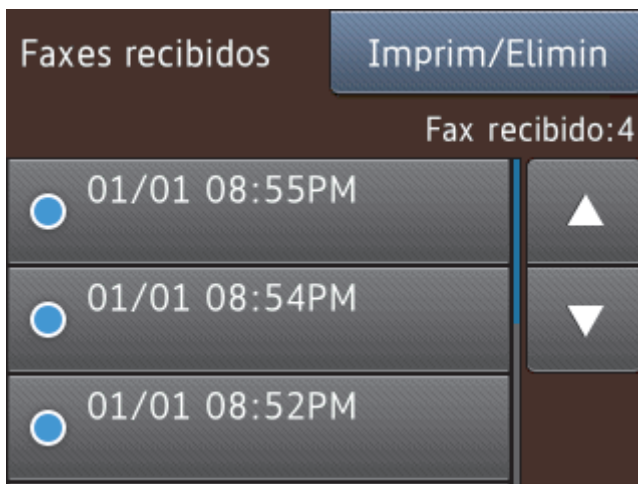 Faxes recibidos
Imprim/Elimin
Fax recibido:4
01/01 08:55PM
01/01 08:54PM
01/01 08:52PM